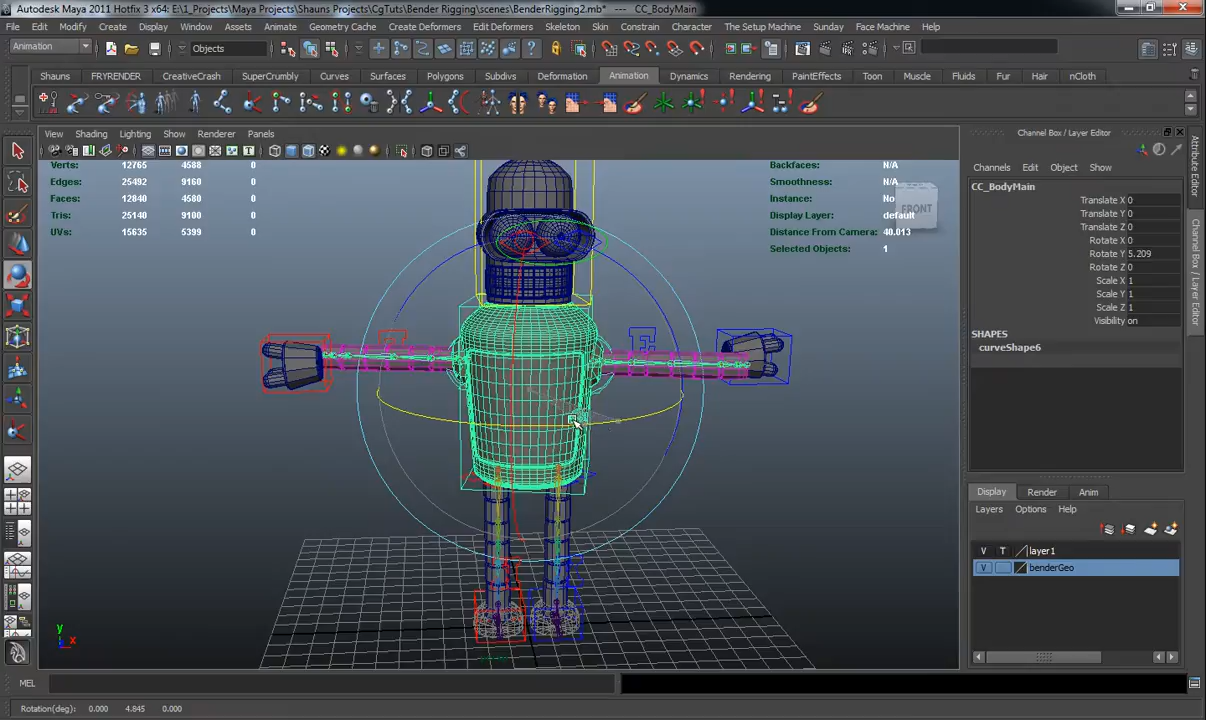 Autodesk Maya 2011 Hotfix 3 x64: E:\1_Projects\Maya Projects\Shauns Projects\CgTuts\Bender Rigging\scenes\BenderRigging2.mb* --- CC_BodyMain
File Edit Modify Create Display Window Assets Animate Geometry Cache Create Deformers Edit Deformers Skeleton Skin Constrain Character The Setup Machine Sunday Face Machine Help
Animation Objects
Shauns FRYRENDER CreativeCrash SuperCrumbly Curves Surfaces Polygons Subdivs Deformation Animation Dynamics Rendering PaintEffects Toon Muscle Fluids Fur Hair nCloth
View Shading Lighting Show Renderer Panels
Channel Box / Layer Editor
Channels Edit Object Show
Verts: 12765 4588 0
Edges: 25492 9160 0
Faces: 12840 4580 0
Tris: 25140 9100 0
UVs: 15635 5399 0
Backfaces: N/A
Smoothness: N/A
Instance: No
Display Layer: default
Distance From Camera: 40.013
Selected Objects: 1
FRONT
CC_BodyMain
Translate X 0
Translate Y 0
Translate Z 0
Rotate X 0
Rotate Y 5.209
Rotate Z 0
Scale X 1
Scale Y 1
Scale Z 1
Visibility on
SHAPES
curveShape6
Attribute Editor
Channel Box / Layer Editor
Display Render Anim
Layers Options Help
V T layer1
V benderGeo
y
x
MEL
Rotation(deg): 0.000 4.845 0.000